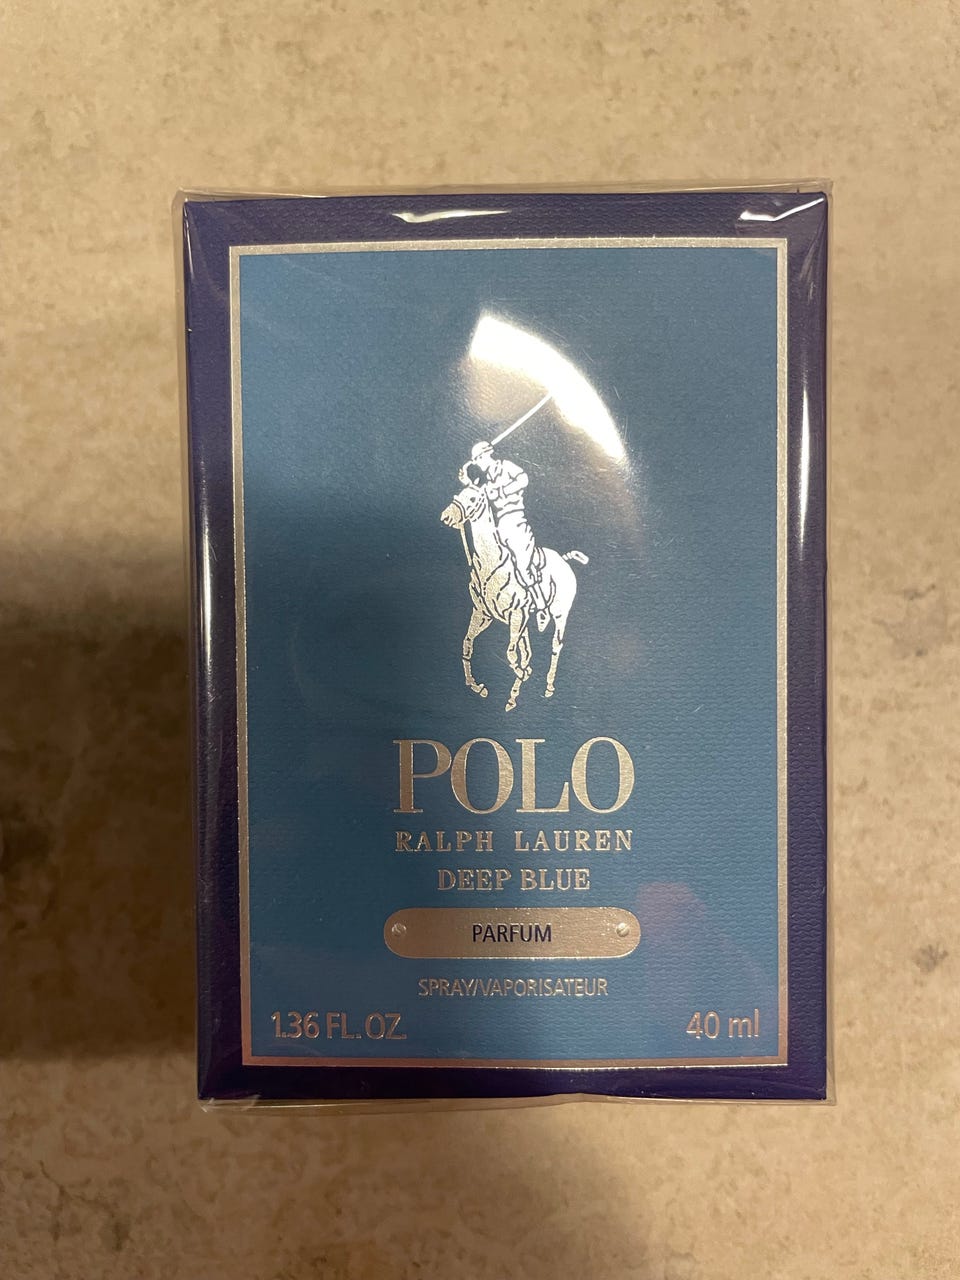 POLO
RALPH LAUREN
DEEP BLUE
PARFUM
SPRAY/VAPORISATEUR
1.36 FL. OZ.
40 ml